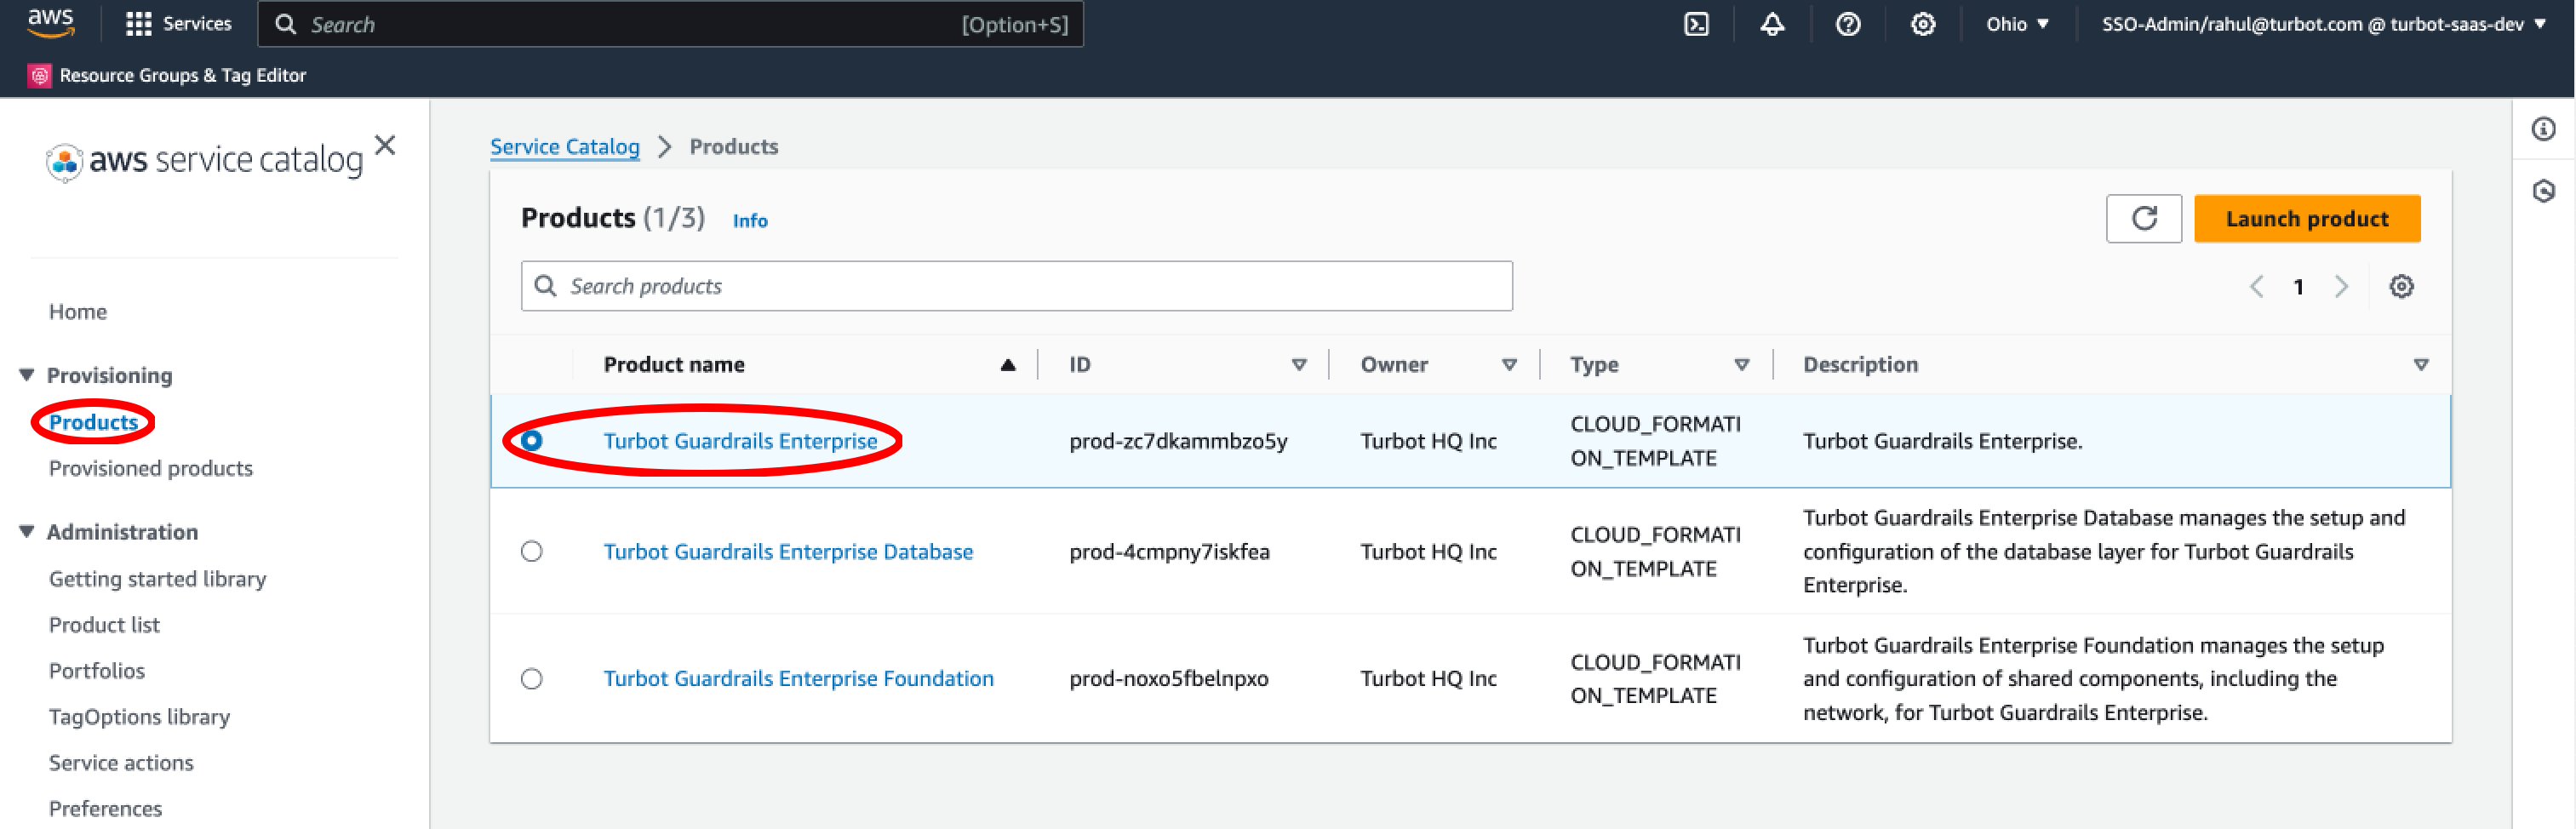 aws Services Search [Option+S] Ohio SSO-Admin/rahul@turbot.com @ turbot-saas-dev
Resource Groups & Tag Editor
aws service catalog
Home
Provisioning
Products
Provisioned products
Administration
Getting started library
Product list
Portfolios
TagOptions library
Service actions
Preferences
Service Catalog > Products
Products (1/3) Info
Launch product
Search products
1
Product name ID Owner Type Description
Turbot Guardrails Enterprise prod-zc7dkammbzo5y Turbot HQ Inc CLOUD_FORMATI
ON_TEMPLATE Turbot Guardrails Enterprise.
Turbot Guardrails Enterprise Database prod-4cmpny7iskfea Turbot HQ Inc CLOUD_FORMATI
ON_TEMPLATE Turbot Guardrails Enterprise Database manages the setup and
configuration of the database layer for Turbot Guardrails
Enterprise.
Turbot Guardrails Enterprise Foundation prod-noxo5fbelnpxo Turbot HQ Inc CLOUD_FORMATI
ON_TEMPLATE Turbot Guardrails Enterprise Foundation manages the setup
and configuration of shared components, including the
network, for Turbot Guardrails Enterprise.